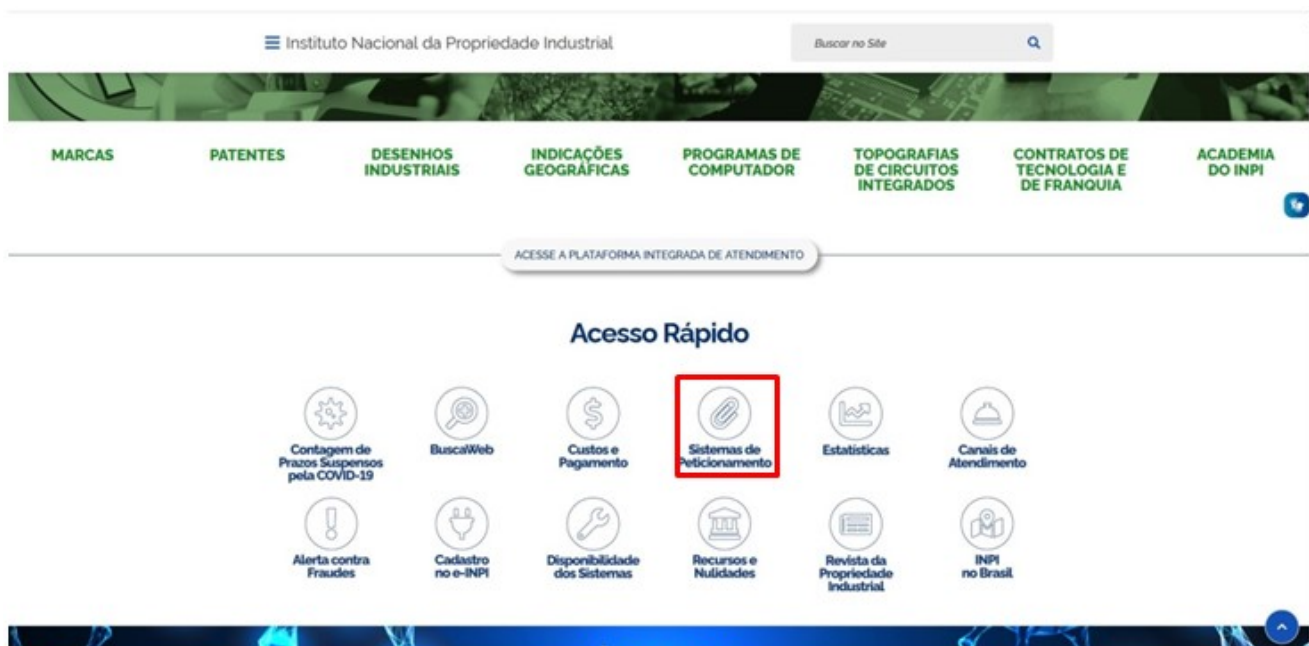 Instituto Nacional da Propriedade Industrial
Buscar no Site
MARCAS
PATENTES
DESENHOS
INDUSTRIAIS
INDICAÇÕES
GEOGRÁFICAS
PROGRAMAS DE
COMPUTADOR
TOPOGRAFIAS
DE CIRCUITOS
INTEGRADOS
CONTRATOS DE
TECNOLOGIA E
DE FRANQUIA
ACADEMIA
DO INPI
ACESSE A PLATAFORMA INTEGRADA DE ATENDIMENTO
Acesso Rápido
Contagem de
Prazos Suspensos
pela COVID-19
BuscaWeb
Custos e
Pagamento
Sistemas de
Peticionamento
Estatísticas
Canais de
Atendimento
Alerta contra
Fraudes
Cadastro
no e-INPI
Disponibilidade
dos Sistemas
Recursos e
Nulidades
Revista da
Propriedade
Industrial
INPI
no Brasil